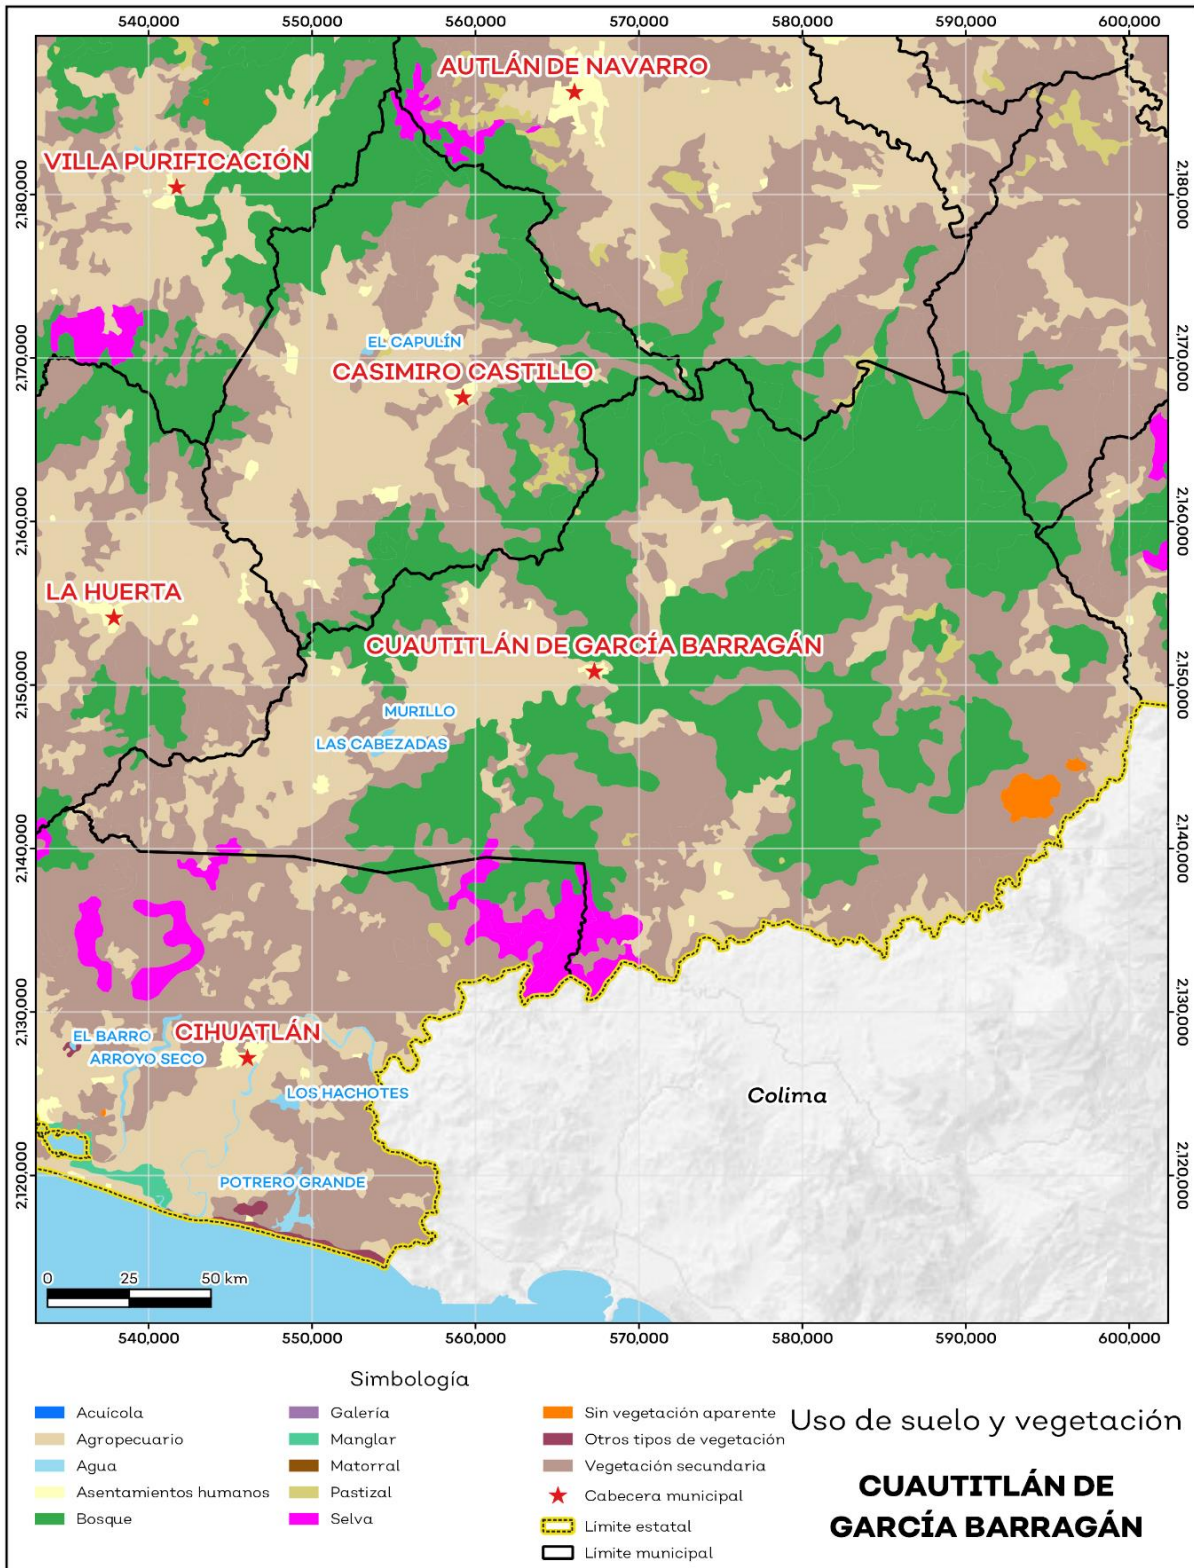 540,000 550,000 560,000 570,000 580,000 590,000 600,000
AUTLÁN DE NAVARRO
VILLA PURIFICACIÓN
2,180,000 2,180,000
EL CAPULÍN
2,170,000 2,170,000
CASIMIRO CASTILLO
2,160,000 2,160,000
LA HUERTA
CUAUTITLÁN DE GARCÍA BARRAGÁN
2,150,000 2,150,000
MURILLO
LAS CABEZADAS
2,140,000 2,140,000
2,130,000 2,130,000
CIHUATLÁN
EL BARRO
ARROYO SECO
LOS HACHOTES
Colima
2,120,000 2,120,000
POTRERO GRANDE
0 25 50 km
540,000 550,000 560,000 570,000 580,000 590,000 600,000
Simbología
Acuícola
Agropecuario
Agua
Asentamientos humanos
Bosque
Galería
Manglar
Matorral
Pastizal
Selva
Sin vegetación aparente
Otros tipos de vegetación
Vegetación secundaria
Cabecera municipal
Límite estatal
Límite municipal
Uso de suelo y vegetación
CUAUTITLÁN DE
GARCÍA BARRAGÁN